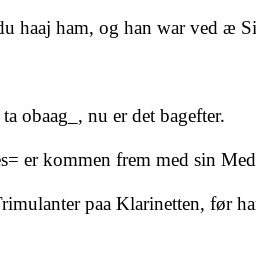 du haaj ham, og han war ved æ Si
ta obaag_, nu er det bagefter.
s= er kommen frem med sin Med
rimulanter paa Klarinetten, før ha